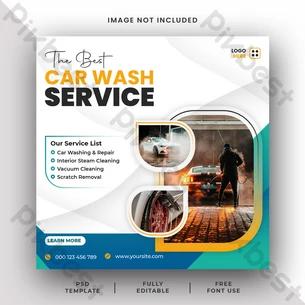 IMAGE NOT INCLUDED
The Best
LOGO
HERE
CAR WASH
SERVICE
Our Service List
Car Washing & Repair
Interior Steam Cleaning
Vacuum Cleaning
Scratch Removal
LEARN MORE
000 123 456 789
www.yoursite.com
PSD
TEMPLATE
FULLY
EDITABLE
FREE
FONT USE